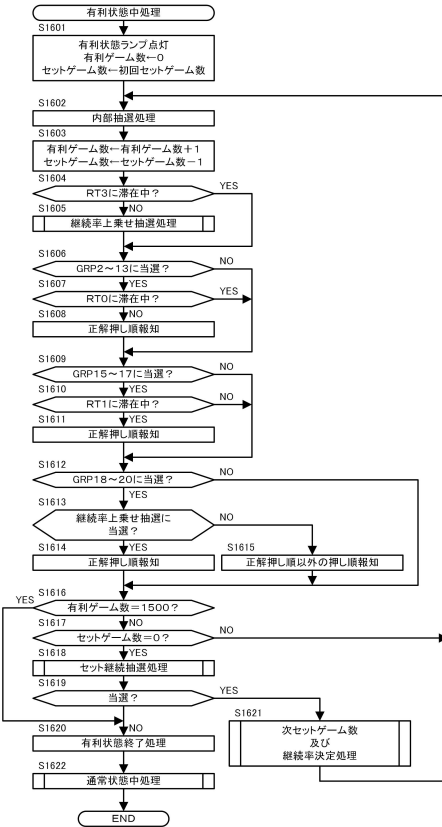 有利状態中処理
S1601
有利状態ランプ点灯
有利ゲーム数←0
セットゲーム数←初回セットゲーム数
S1602
内部抽選処理
S1603
有利ゲーム数←有利ゲーム数+1
セットゲーム数←セットゲーム数−1
S1604
RT3に滞在中?
YES
NO
S1605
継続率上乗せ抽選処理
S1606
GRP2〜13に当選?
NO
YES
S1607
RT0に滞在中?
YES
NO
S1608
正解押し順報知
S1609
GRP15〜17に当選?
NO
YES
S1610
RT1に滞在中?
NO
YES
S1611
正解押し順報知
S1612
GRP18〜20に当選?
NO
YES
S1613
継続率上乗せ抽選に
当選?
NO
YES
S1614
正解押し順報知
S1615
正解押し順以外の押し順報知
S1616
有利ゲーム数=1500?
YES
NO
S1617
セットゲーム数=0?
NO
YES
S1618
セット継続抽選処理
S1619
当選?
YES
NO
S1620
有利状態終了処理
S1621
次セットゲーム数
及び
継続率決定処理
S1622
通常状態中処理
END